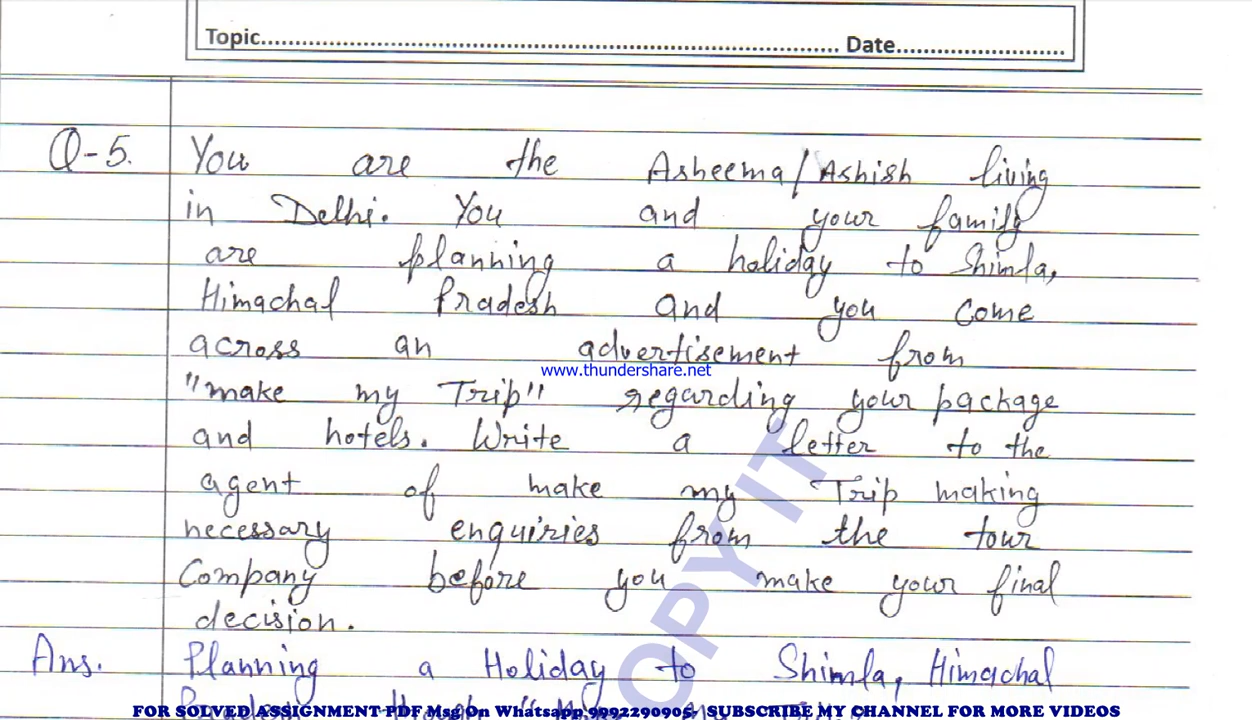 Topic.......................................................................................... Date..........................
Q-5. You are the Asheema/Ashish living
in Delhi. You and your family
are planning a holiday to Shimla,
Himachal Pradesh and you come
across an advertisement from
www.thundershare.net
"make my Trip" regarding your package
and hotels. Write a letter to the
agent of make my Trip making
necessary enquiries from the tour
Company before you make your final
decision.
Ans. Planning a Holiday to Shimla, Himachal
OPY IT
FOR SOLVED ASSIGNMENT PDF Msg On Whatsapp 9992290905, SUBSCRIBE MY CHANNEL FOR MORE VIDEOS